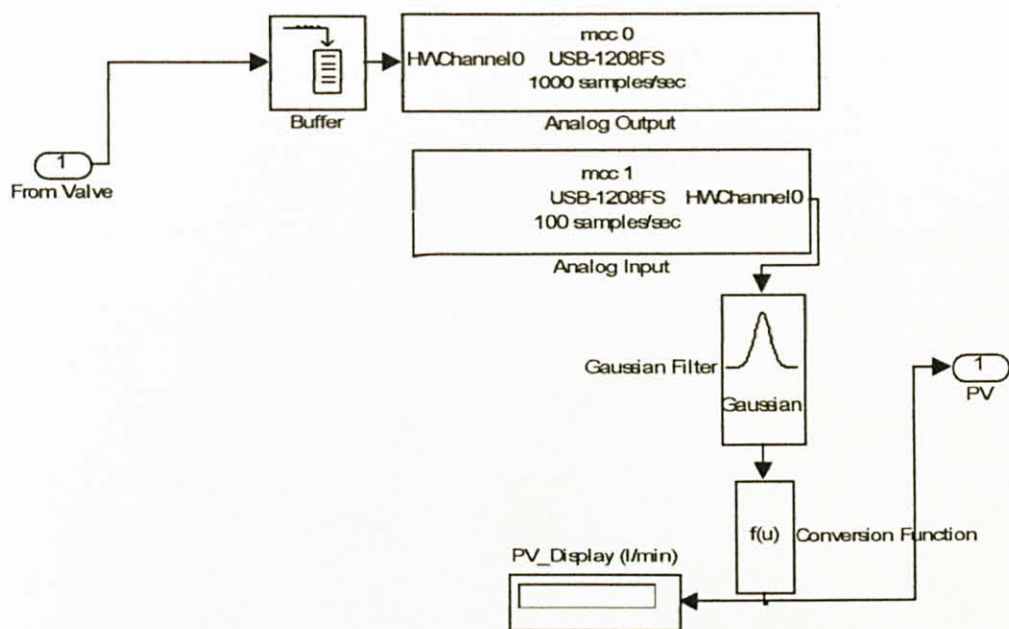 mcc 0
HWChannel0 USB-1208FS
1000 samples/sec
Buffer
Analog Output
1
From Valve
mcc 1
USB-1208FS HWChannel0
100 samples/sec
Analog Input
Gaussian Filter
Gaussian
1
PV
f(u) Conversion Function
PV_Display (l/min)